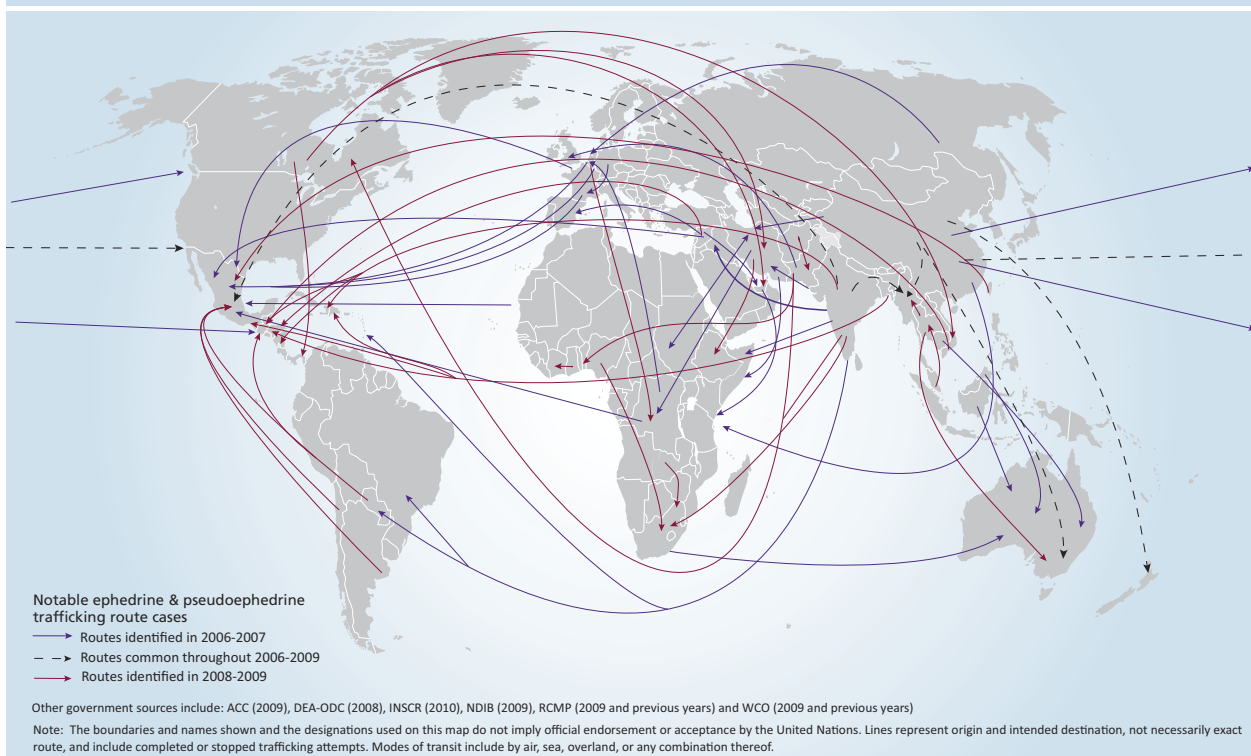 Notable ephedrine & pseudoephedrine
trafficking route cases
Routes identified in 2006-2007
Routes common throughout 2006-2009
Routes identified in 2008-2009
Other government sources include: ACC (2009), DEA-ODC (2008), INSCR (2010), NDIB (2009), RCMP (2009 and previous years) and WCO (2009 and previous years)
Note: The boundaries and names shown and the designations used on this map do not imply official endorsement or acceptance by the United Nations. Lines represent origin and intended destination, not necessarily exact
route, and include completed or stopped trafficking attempts. Modes of transit include by air, sea, overland, or any combination thereof.